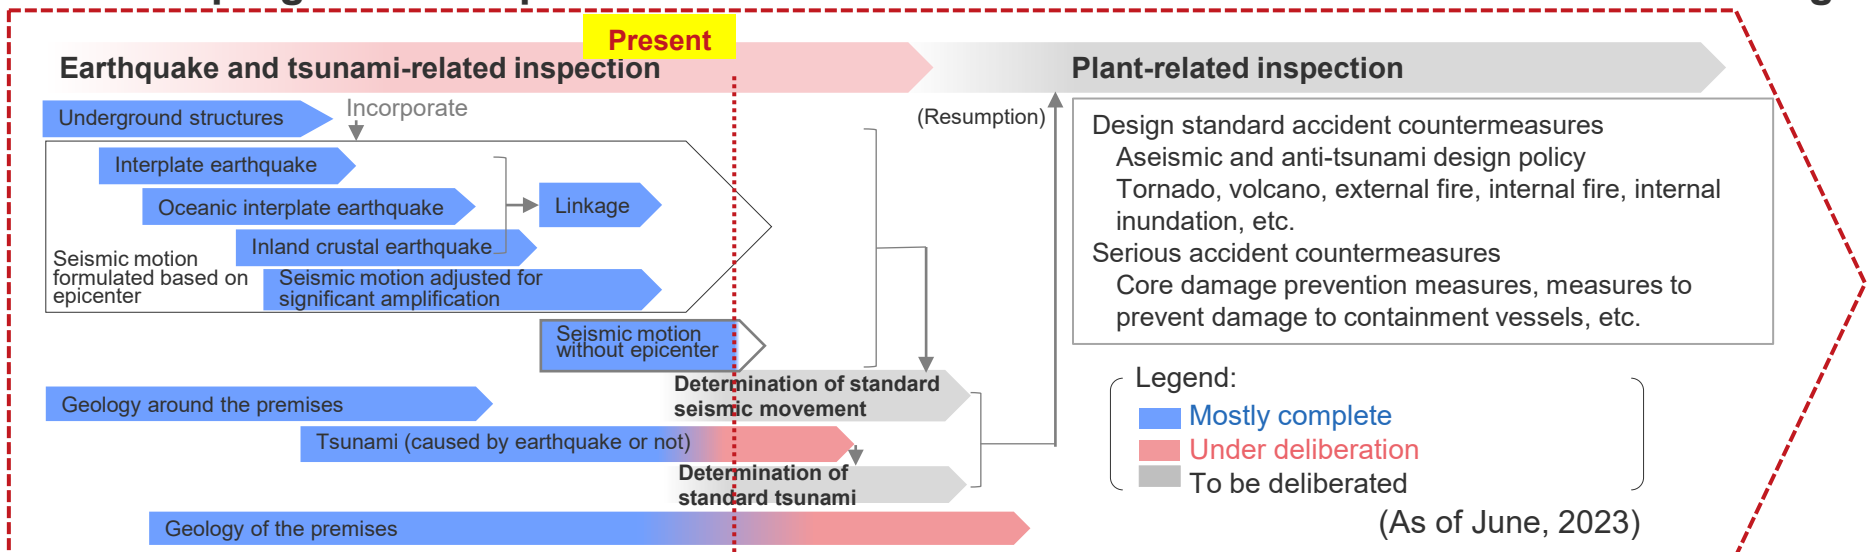 Present
Earthquake and tsunami-related inspection
Plant-related inspection
Underground structures
Incorporate
(Resumption)
Interplate earthquake
Oceanic interplate earthquake
Linkage
Inland crustal earthquake
Seismic motion
formulated based on
epicenter
Seismic motion adjusted for
significant amplification
Seismic motion
without epicenter
Determination of standard
seismic movement
Geology around the premises
Tsunami (caused by earthquake or not)
Determination of
standard tsunami
Geology of the premises
Design standard accident countermeasures
Aseismic and anti-tsunami design policy
Tornado, volcano, external fire, internal fire, internal
inundation, etc.
Serious accident countermeasures
Core damage prevention measures, measures to
prevent damage to containment vessels, etc.
Legend:
Mostly complete
Under deliberation
To be deliberated
(As of June, 2023)